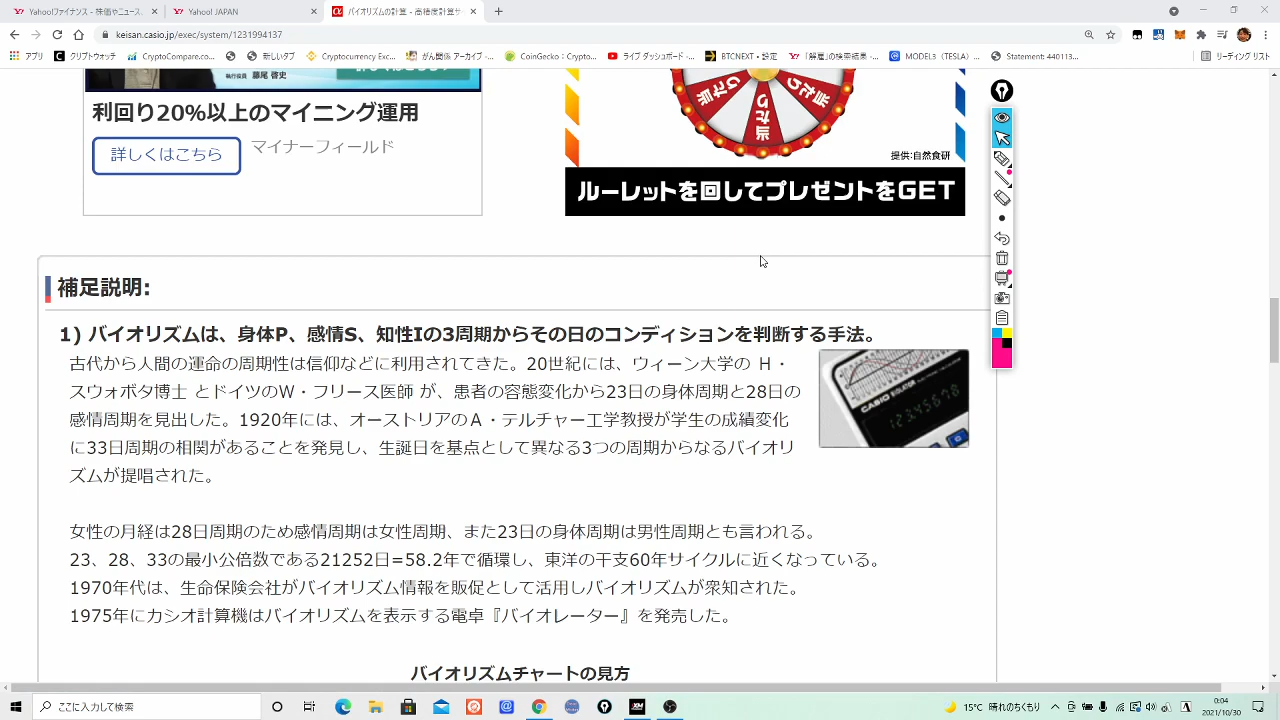 Yahoo!ファイナンス - 株価やニュース、
Yahoo! JAPAN
バイオリズムの計算 - 高精度計算サ
keisan.casio.jp/exec/system/1231994137
アプリ
クリプトウォッチ
CryptoCompare.co...
新しいタブ
Cryptocurrency Exc...
がん関係 アーカイブ -...
CoinGecko：Crypto...
ライブ ダッシュボード -...
BTCNEXT・設定
「解雇」の検索結果 -...
MODEL3（TESLA）...
Statement: 440113...
リーディング リスト
執行役員 藤尾 啓史
利回り20%以上のマイニング運用
詳しくはこちら
マイナーフィールド
当たり
当たり
当たり
提供:自然食研
ルーレットを回してプレゼントをGET
補足説明:
1) バイオリズムは、身体P、感情S、知性Iの3周期からその日のコンディションを判断する手法。
古代から人間の運命の周期性は信仰などに利用されてきた。20世紀には、ウィーン大学の H・
スウォボタ博士 とドイツのW・フリース医師 が、患者の容態変化から23日の身体周期と28日の
感情周期を見出した。1920年には、オーストリアのA・テルチャー工学教授が学生の成績変化
に33日周期の相関があることを発見し、生誕日を基点として異なる3つの周期からなるバイオリ
ズムが提唱された。
CASIO BIOLATOR
12345678
女性の月経は28日周期のため感情周期は女性周期、また23日の身体周期は男性周期とも言われる。
23、28、33の最小公倍数である21252日=58.2年で循環し、東洋の干支60年サイクルに近くなっている。
1970年代は、生命保険会社がバイオリズム情報を販促として活用しバイオリズムが衆知された。
1975年にカシオ計算機はバイオリズムを表示する電卓『バイオレーター』を発売した。
バイオリズムチャートの見方
ここに入力して検索
15°C 晴れのちくもり
A
0:04
2021/10/30